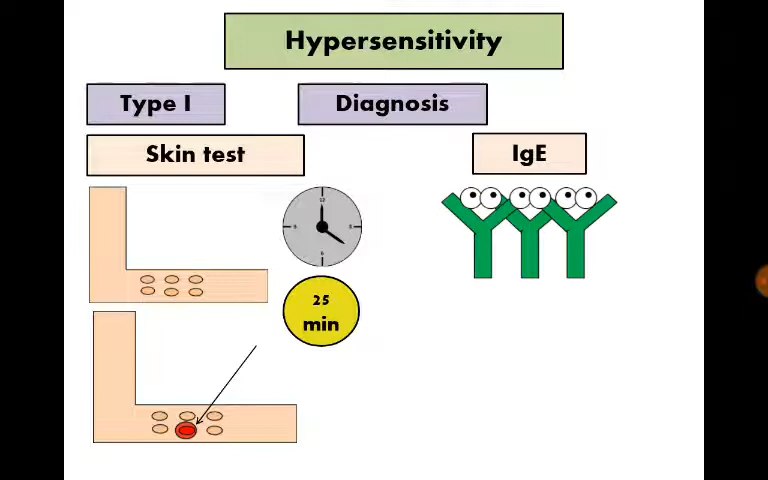 Hypersensitivity
Type I
Diagnosis
Skin test
IgE
25
min